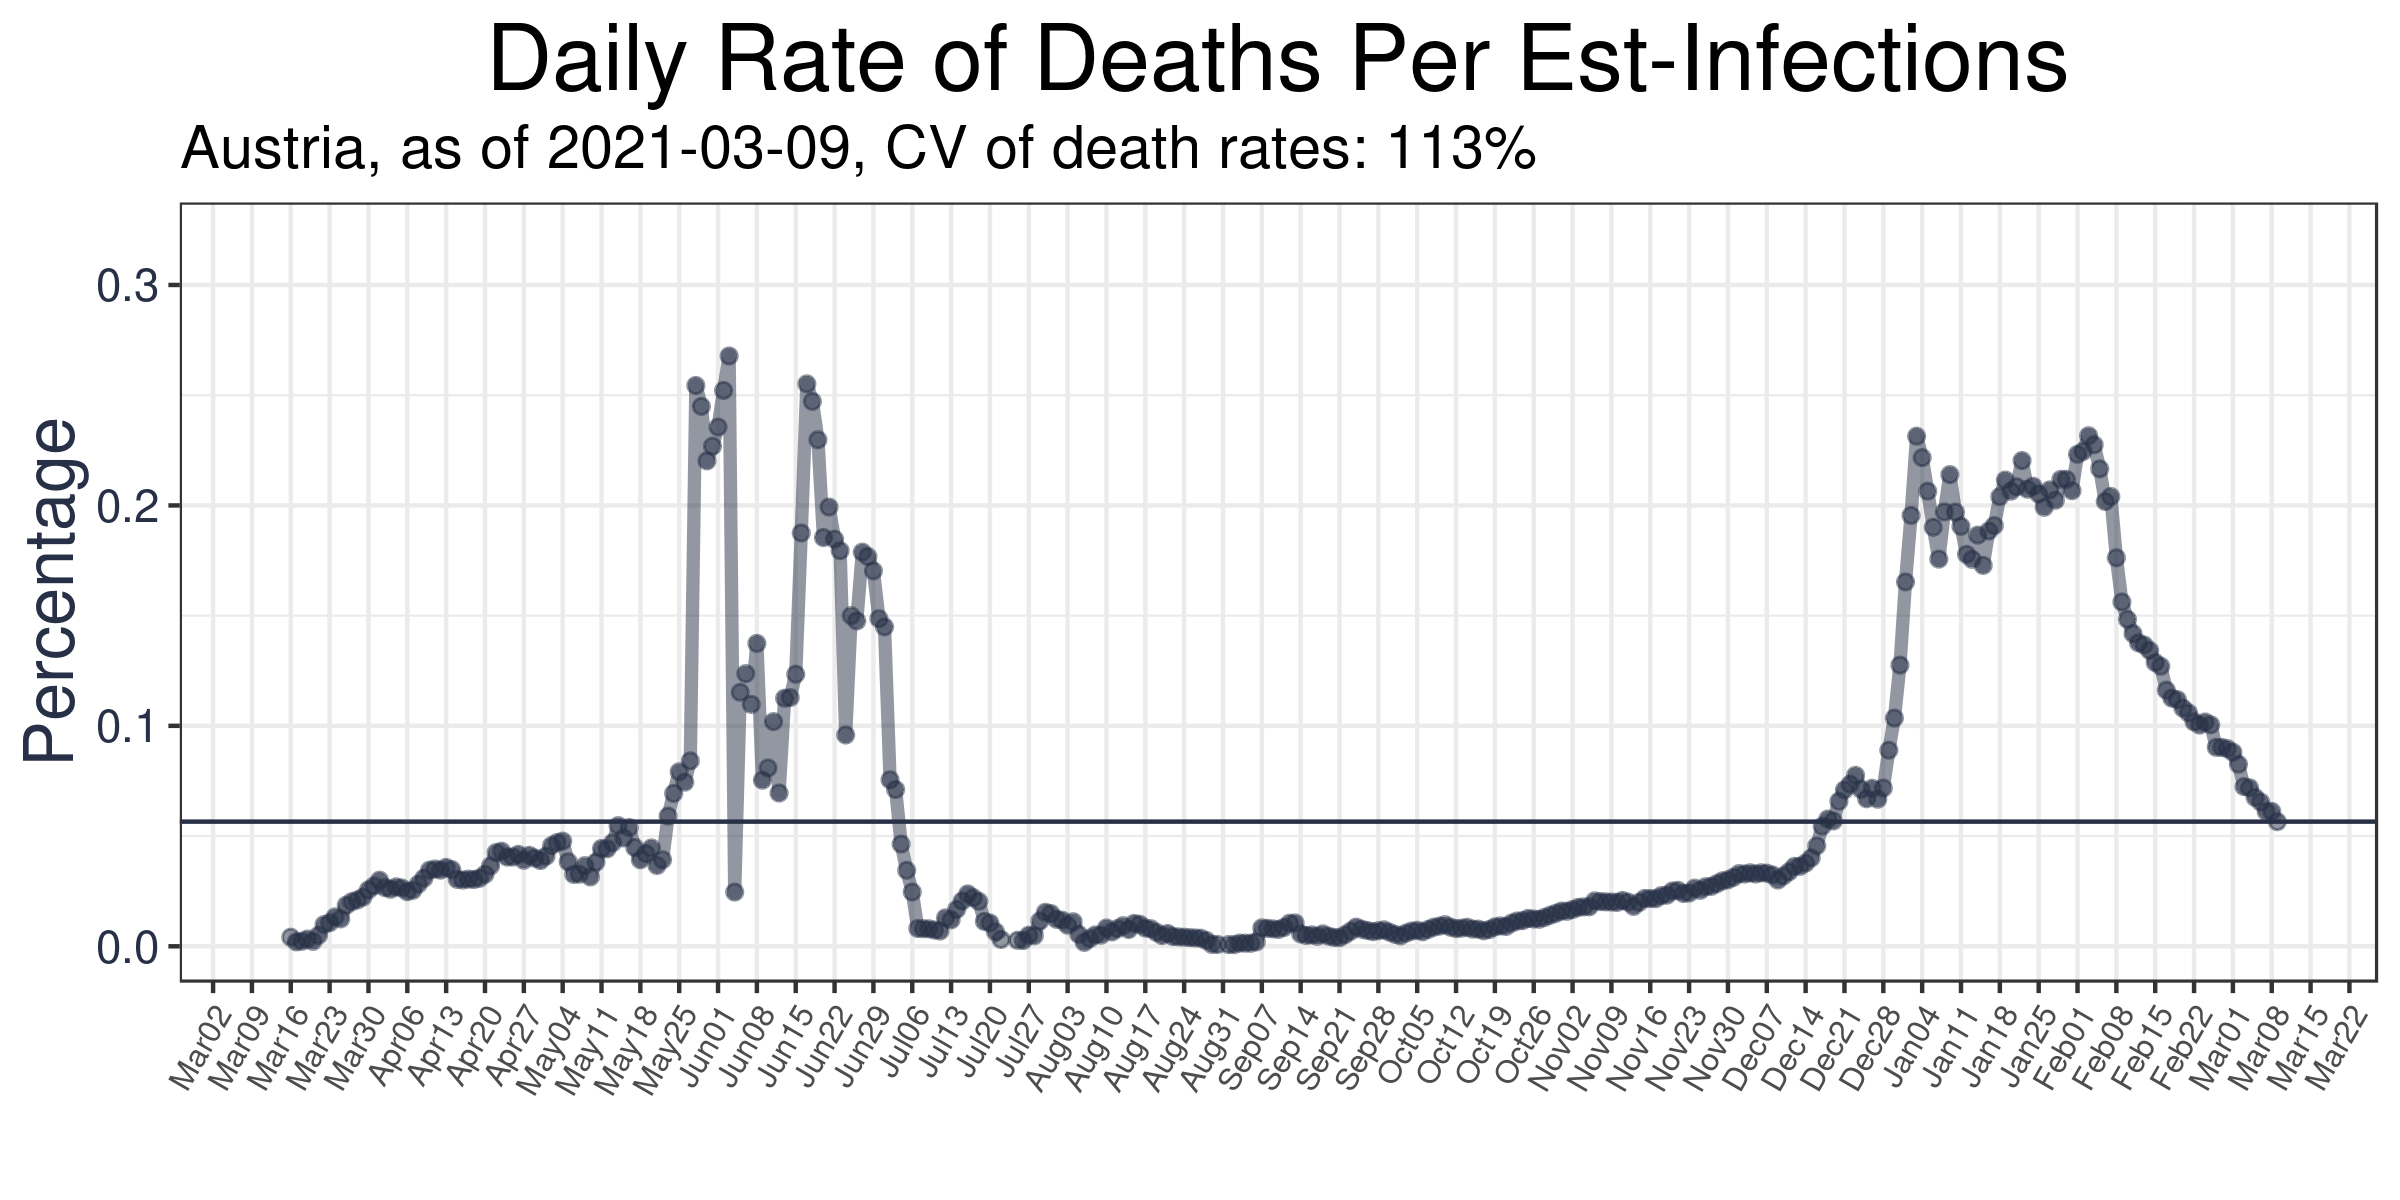 Daily Rate of Deaths Per Est-Infections
Austria, as of 2021-03-09, CV of death rates: 113%
Percentage
0.3
0.2
0.1
0.0
Mar02
Mar09
Mar16
Mar23
Mar30
Apr06
Apr13
Apr20
Apr27
May04
May11
May18
May25
Jun01
Jun08
Jun15
Jun22
Jun29
Jul06
Jul13
Jul20
Jul27
Aug03
Aug10
Aug17
Aug24
Aug31
Sep07
Sep14
Sep21
Sep28
Oct05
Oct12
Oct19
Oct26
Nov02
Nov09
Nov16
Nov23
Nov30
Dec07
Dec14
Dec21
Dec28
Jan04
Jan11
Jan18
Jan25
Feb01
Feb08
Feb15
Feb22
Mar01
Mar08
Mar15
Mar22